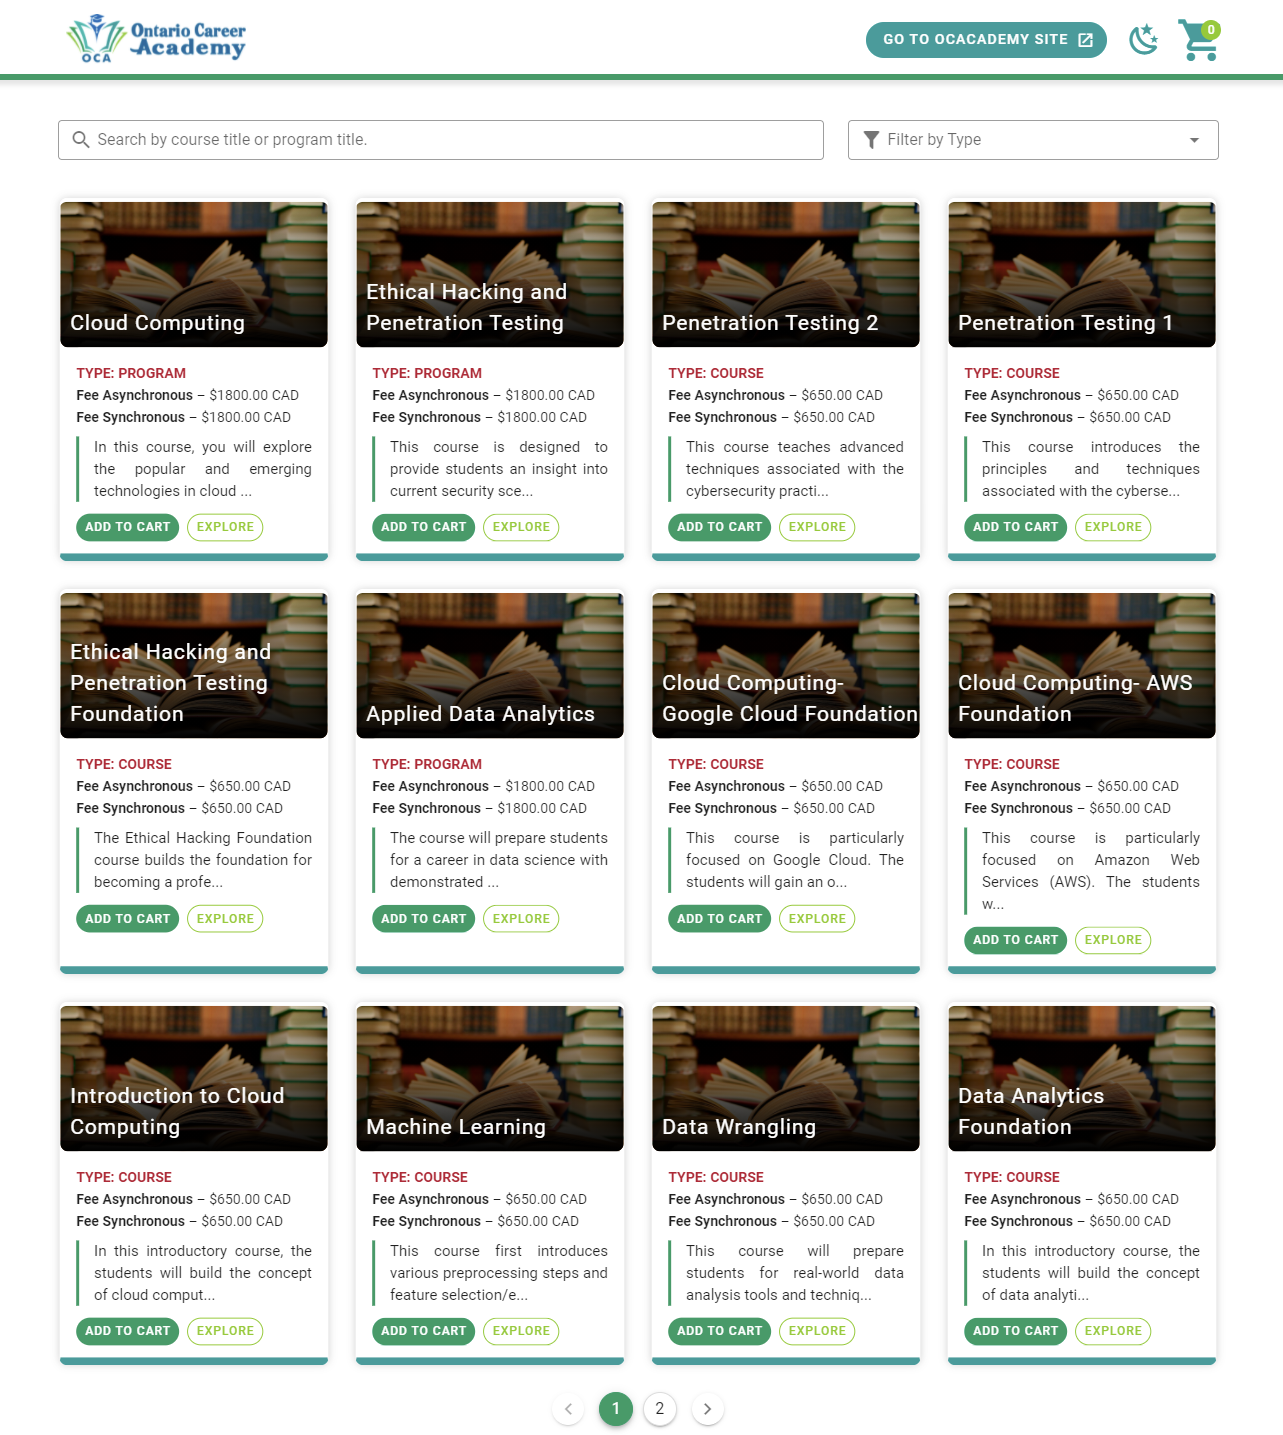 Ontario Career
Academy
OCA
GO TO OCACADEMY SITE
0
Search by course title or program title.
Filter by Type
Cloud Computing
TYPE: PROGRAM
Fee Asynchronous – $1800.00 CAD
Fee Synchronous – $1800.00 CAD
In this course, you will explore
the popular and emerging
technologies in cloud ...
ADD TO CART
EXPLORE
Ethical Hacking and
Penetration Testing
TYPE: PROGRAM
Fee Asynchronous – $1800.00 CAD
Fee Synchronous – $1800.00 CAD
This course is designed to
provide students an insight into
current security sce...
ADD TO CART
EXPLORE
Penetration Testing 2
TYPE: COURSE
Fee Asynchronous – $650.00 CAD
Fee Synchronous – $650.00 CAD
This course teaches advanced
techniques associated with the
cybersecurity practi...
ADD TO CART
EXPLORE
Penetration Testing 1
TYPE: COURSE
Fee Asynchronous – $650.00 CAD
Fee Synchronous – $650.00 CAD
This course introduces the
principles and techniques
associated with the cyberse...
ADD TO CART
EXPLORE
Ethical Hacking and
Penetration Testing
Foundation
TYPE: COURSE
Fee Asynchronous – $650.00 CAD
Fee Synchronous – $650.00 CAD
The Ethical Hacking Foundation
course builds the foundation for
becoming a profe...
ADD TO CART
EXPLORE
Applied Data Analytics
TYPE: PROGRAM
Fee Asynchronous – $1800.00 CAD
Fee Synchronous – $1800.00 CAD
The course will prepare students
for a career in data science with
demonstrated ...
ADD TO CART
EXPLORE
Cloud Computing-
Google Cloud Foundation
TYPE: COURSE
Fee Asynchronous – $650.00 CAD
Fee Synchronous – $650.00 CAD
This course is particularly
focused on Google Cloud. The
students will gain an o...
ADD TO CART
EXPLORE
Cloud Computing- AWS
Foundation
TYPE: COURSE
Fee Asynchronous – $650.00 CAD
Fee Synchronous – $650.00 CAD
This course is particularly
focused on Amazon Web
Services (AWS). The students
w...
ADD TO CART
EXPLORE
Introduction to Cloud
Computing
TYPE: COURSE
Fee Asynchronous – $650.00 CAD
Fee Synchronous – $650.00 CAD
In this introductory course, the
students will build the concept
of cloud comput...
ADD TO CART
EXPLORE
Machine Learning
TYPE: COURSE
Fee Asynchronous – $650.00 CAD
Fee Synchronous – $650.00 CAD
This course first introduces
various preprocessing steps and
feature selection/e...
ADD TO CART
EXPLORE
Data Wrangling
TYPE: COURSE
Fee Asynchronous – $650.00 CAD
Fee Synchronous – $650.00 CAD
This course will prepare
students for real-world data
analysis tools and techniq...
ADD TO CART
EXPLORE
Data Analytics
Foundation
TYPE: COURSE
Fee Asynchronous – $650.00 CAD
Fee Synchronous – $650.00 CAD
In this introductory course, the
students will build the concept
of data analyti...
ADD TO CART
EXPLORE
1
2